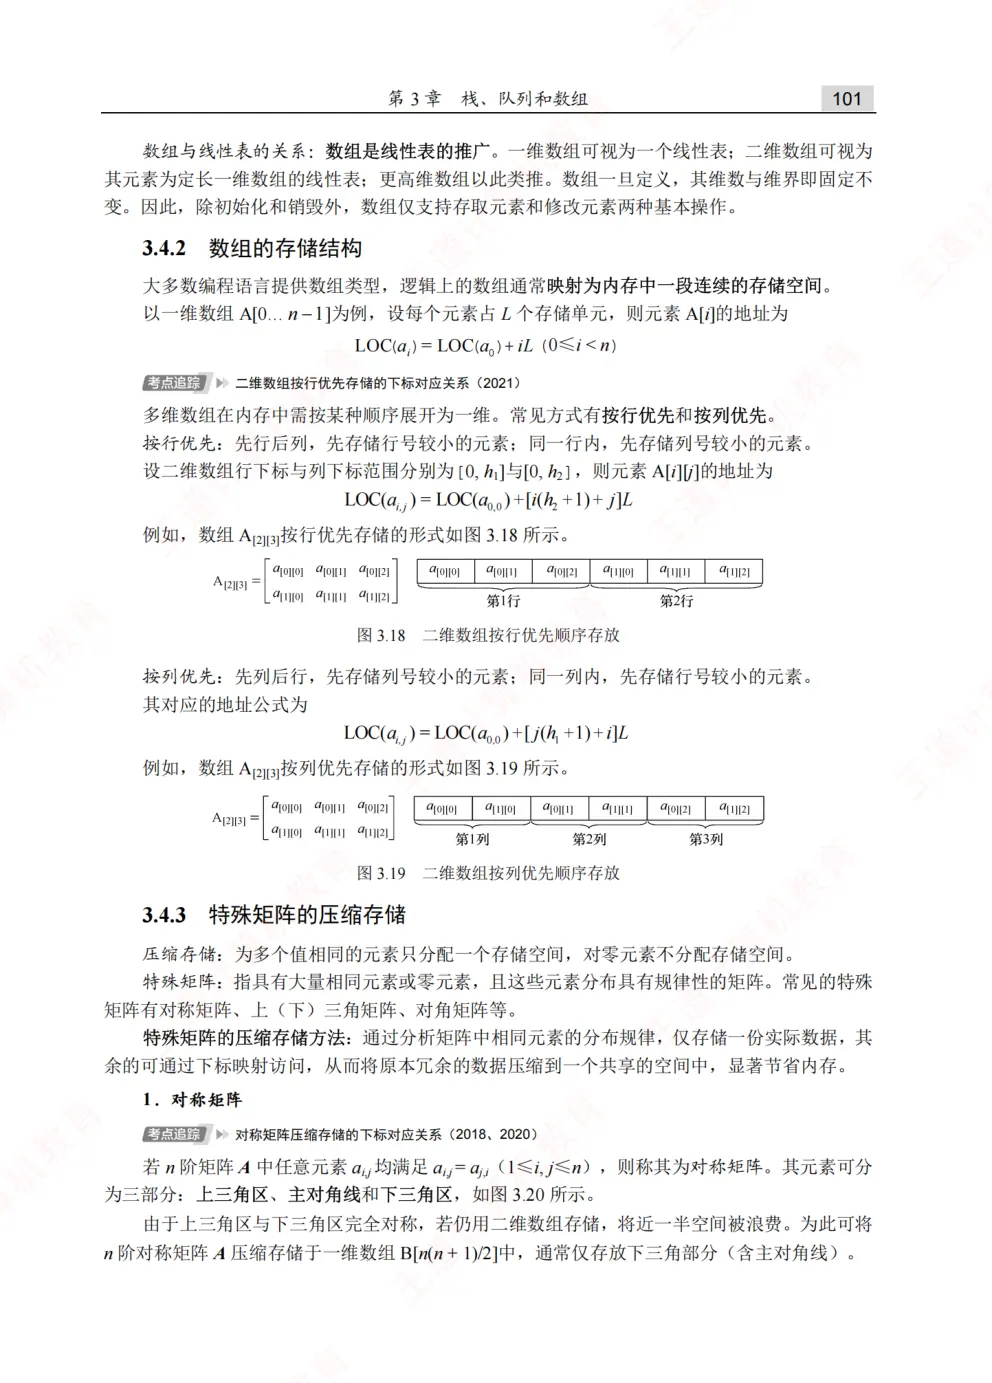 第 3 章 栈、队列和数组 101
数组与线性表的关系：数组是线性表的推广。一维数组可视为一个线性表；二维数组可视为
其元素为定长一维数组的线性表；更高维数组以此类推。数组一旦定义，其维数与维界即固定不
变。因此，除初始化和销毁外，数组仅支持存取元素和修改元素两种基本操作。
3.4.2 数组的存储结构
大多数编程语言提供数组类型，逻辑上的数组通常映射为内存中一段连续的存储空间。
以一维数组 A[0… n−1]为例，设每个元素占 L 个存储单元，则元素 A[i]的地址为
LOC(a_i) = LOC(a_0) + iL (0≤i < n)
考点追踪 二维数组按行优先存储的下标对应关系（2021）
多维数组在内存中需按某种顺序展开为一维。常见方式有按行优先和按列优先。
按行优先：先行后列，先存储行号较小的元素；同一行内，先存储列号较小的元素。
设二维数组行下标与列下标范围分别为[0, h₁]与[0, h₂]，则元素 A[i][j]的地址为
LOC(a_{i,j}) = LOC(a_{0,0}) + [i(h₂ +1) + j]L
例如，数组 A[2][3]按行优先存储的形式如图 3.18 所示。
A[2][3] = a[0][0] a[0][1] a[0][2] a[0][0] a[0][1] a[0][2] a[1][0] a[1][1] a[1][2]
a[1][0] a[1][1] a[1][2] 第1行 第2行
图 3.18 二维数组按行优先顺序存放
按列优先：先列后行，先存储列号较小的元素；同一列内，先存储行号较小的元素。
其对应的地址公式为
LOC(a_{i,j}) = LOC(a_{0,0}) + [j(h₁ +1) + i]L
例如，数组 A[2][3]按列优先存储的形式如图 3.19 所示。
A[2][3] = a[0][0] a[0][1] a[0][2] a[0][0] a[1][0] a[0][1] a[1][1] a[0][2] a[1][2]
a[1][0] a[1][1] a[1][2] 第1列 第2列 第3列
图 3.19 二维数组按列优先顺序存放
3.4.3 特殊矩阵的压缩存储
压缩存储：为多个值相同的元素只分配一个存储空间，对零元素不分配存储空间。
特殊矩阵：指具有大量相同元素或零元素，且这些元素分布具有规律性的矩阵。常见的特殊
矩阵有对称矩阵、上（下）三角矩阵、对角矩阵等。
特殊矩阵的压缩存储方法：通过分析矩阵中相同元素的分布规律，仅存储一份实际数据，其
余的可通过下标映射访问，从而将原本冗余的数据压缩到一个共享的空间中，显著节省内存。
1．对称矩阵
考点追踪 对称矩阵压缩存储的下标对应关系（2018、2020）
若 n 阶矩阵 A 中任意元素 a_{i,j} 均满足 a_{i,j} = a_{j,i}（1≤i, j≤n），则称其为对称矩阵。其元素可分
为三部分：上三角区、主对角线和下三角区，如图 3.20 所示。
由于上三角区与下三角区完全对称，若仍用二维数组存储，将近一半空间被浪费。为此可将
n 阶对称矩阵 A 压缩存储于一维数组 B[n(n + 1)/2]中，通常仅存放下三角部分（含主对角线）。